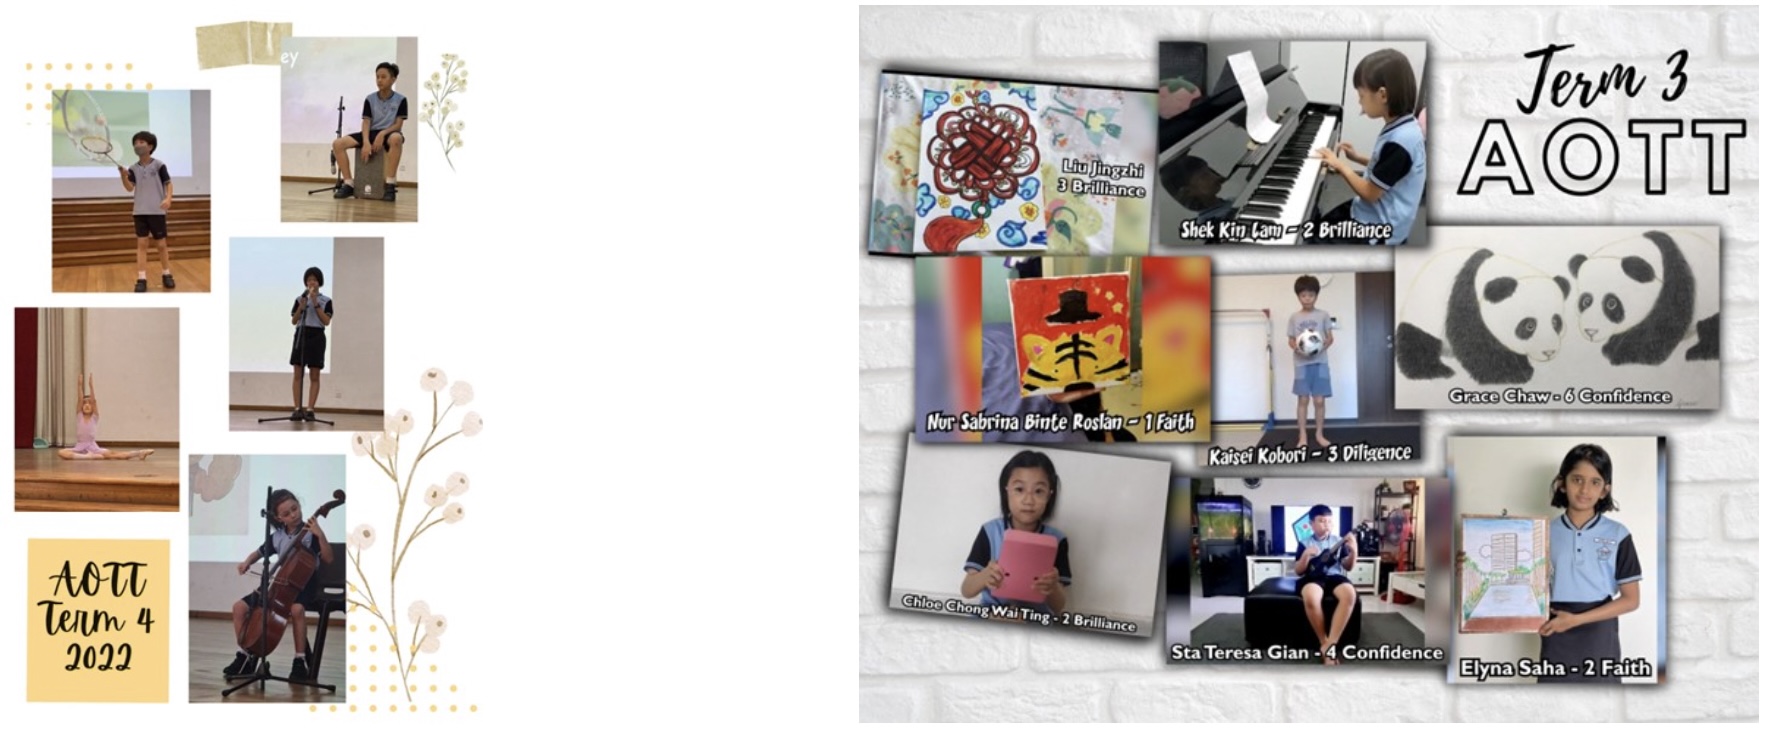 ey
AOTT
Term 4
2022
Term 3
AOTT
Liu Jingzhi
3 Brilliance
Shek Kin Lam - 2 Brilliance
Grace Chaw - 6 Confidence
Nur Sabrina Binte Roslan - 1 Faith
Kaisei Kobori - 3 Diligence
Chloe Chong Wai Ting - 2 Brilliance
Sta Teresa Gian - 4 Confidence
Elyna Saha - 2 Faith